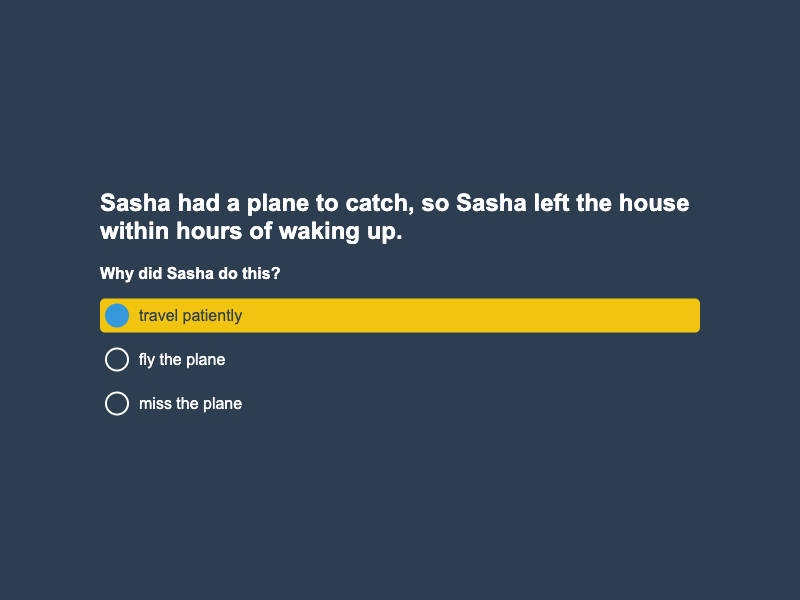 Sasha had a plane to catch, so Sasha left the house
within hours of waking up.
Why did Sasha do this?
travel patiently
fly the plane
miss the plane